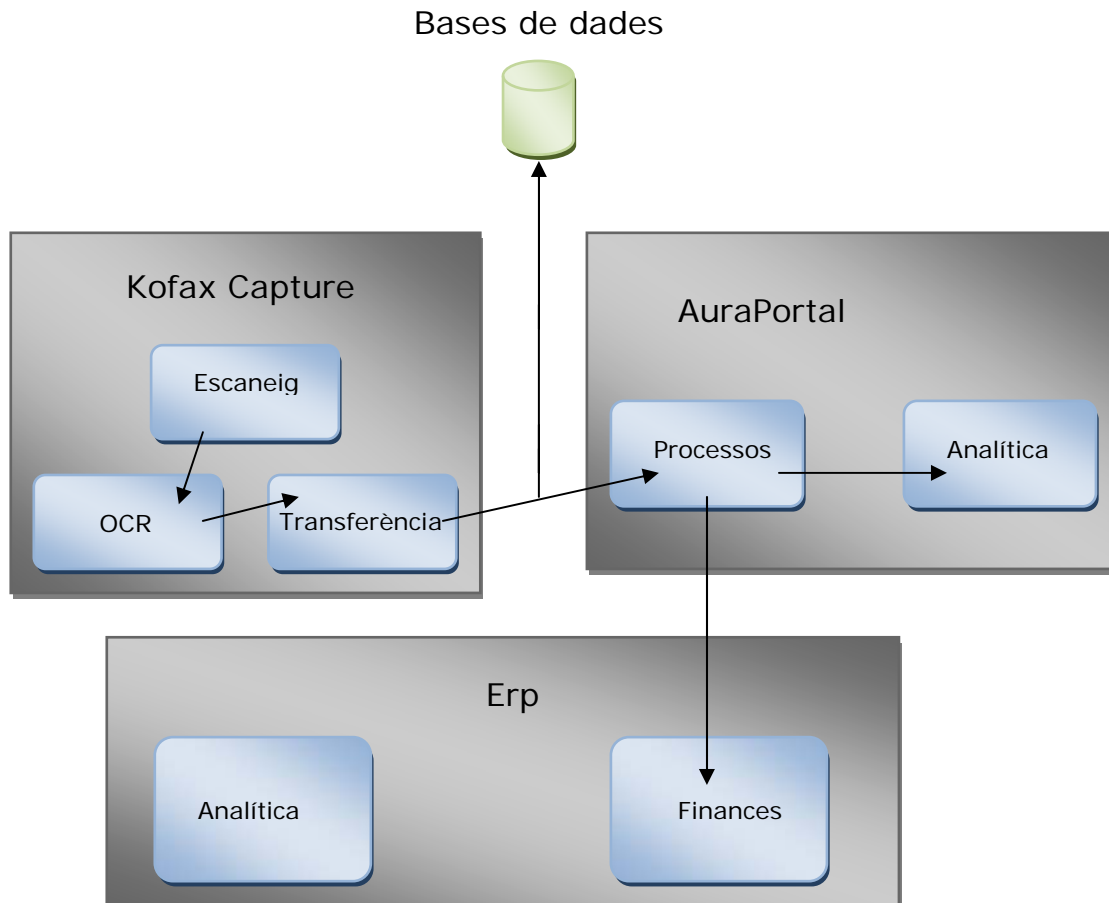 Bases de dades
Kofax Capture
AuraPortal
Escaneig
Processos
Analítica
OCR
Transferència
Erp
Analítica
Finances